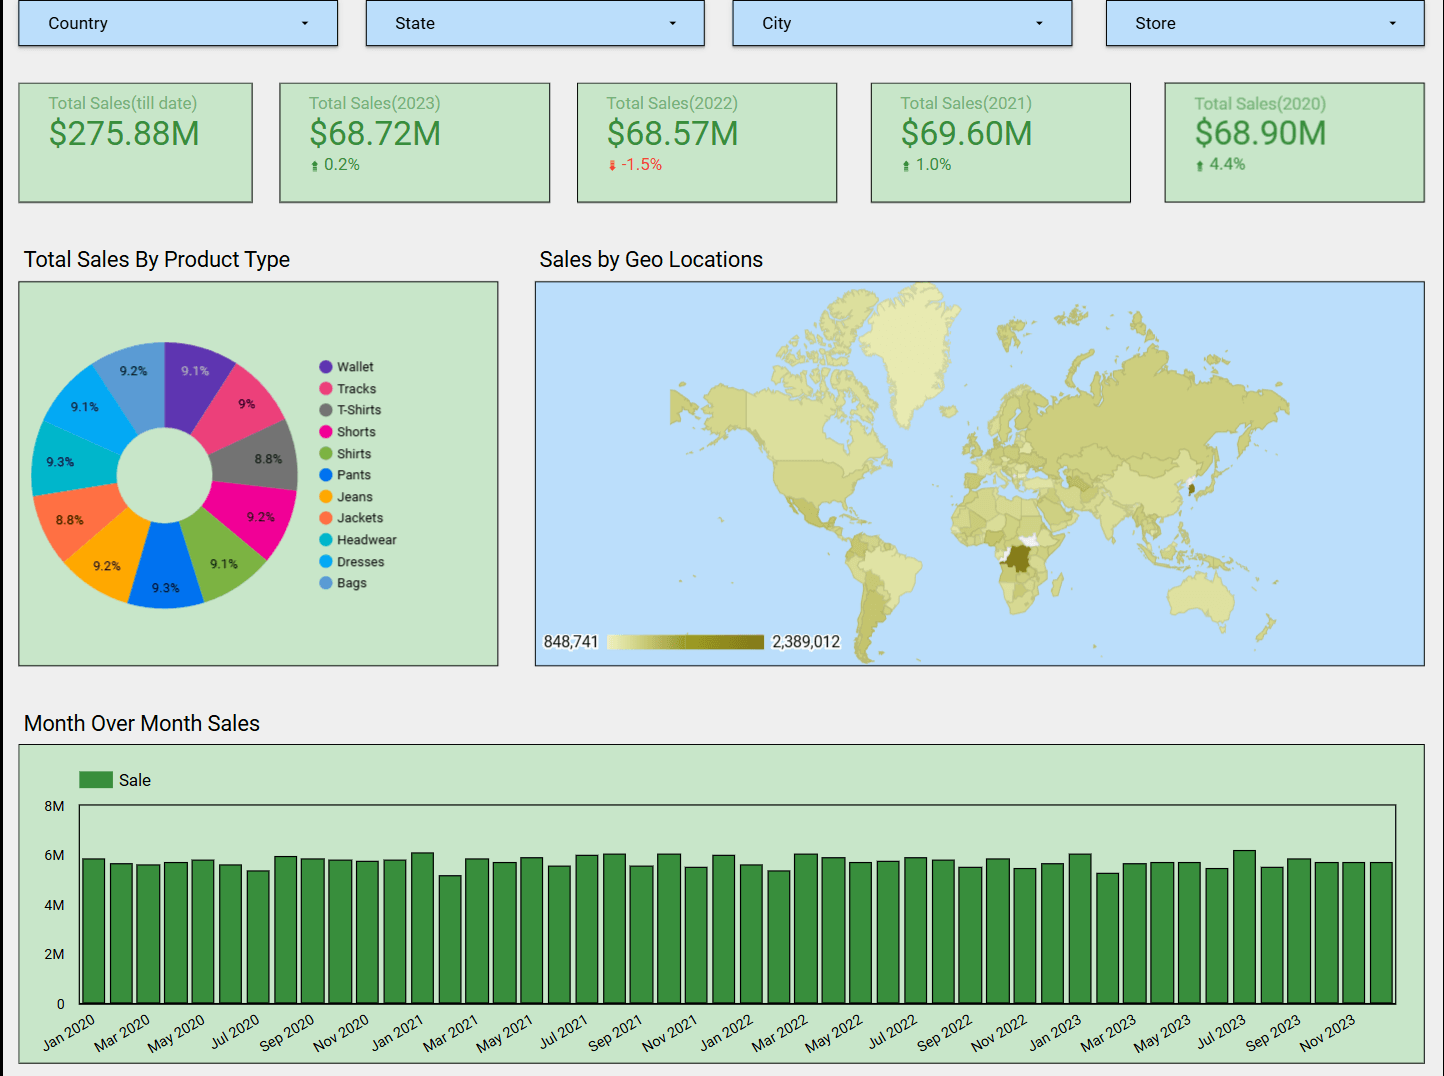 Country
State
City
Store
Total Sales(till date)
$275.88M
Total Sales(2023)
$68.72M
0.2%
Total Sales(2022)
$68.57M
-1.5%
Total Sales(2021)
$69.60M
1.0%
Total Sales(2020)
$68.90M
4.4%
Total Sales By Product Type
9.2%
9.1%
9.1%
9%
9.3%
8.8%
8.8%
9.2%
9.2%
9.1%
9.3%
Wallet
Tracks
T-Shirts
Shorts
Shirts
Pants
Jeans
Jackets
Headwear
Dresses
Bags
Sales by Geo Locations
848,741
2,389,012
Month Over Month Sales
Sale
8M
6M
4M
2M
0
Jan 2020
Mar 2020
May 2020
Jul 2020
Sep 2020
Nov 2020
Jan 2021
Mar 2021
May 2021
Jul 2021
Sep 2021
Nov 2021
Jan 2022
Mar 2022
May 2022
Jul 2022
Sep 2022
Nov 2022
Jan 2023
Mar 2023
May 2023
Jul 2023
Sep 2023
Nov 2023